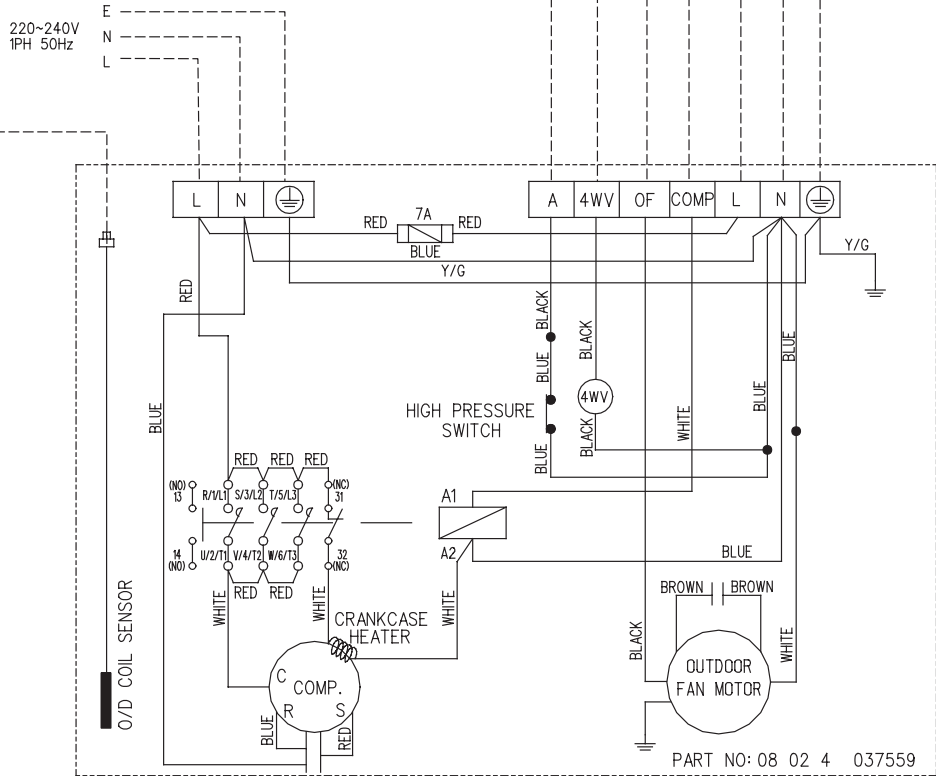 E
220~240V
1PH 50Hz
N
L
L N
A 4WV OF COMP L N
RED 7A RED
BLUE
Y/G
Y/G
RED
BLACK
BLACK
BLUE
BLUE
4WV
BLUE
BLUE
HIGH PRESSURE
SWITCH
WHITE
BLACK
BLUE
RED RED RED
(NO)
13
R/1/L1 S/3/L2 T/5/L3
(NC)
31
A1
14
(NO)
U/2/T1 V/4/T2 W/6/T3
32
(NC)
A2
BLUE
RED RED
BROWN BROWN
WHITE
WHITE
WHITE
CRANKCASE
HEATER
O/D COIL SENSOR
BLACK
WHITE
OUTDOOR
FAN MOTOR
C
COMP.
R S
BLUE
RED
PART NO: 08 02 4 037559